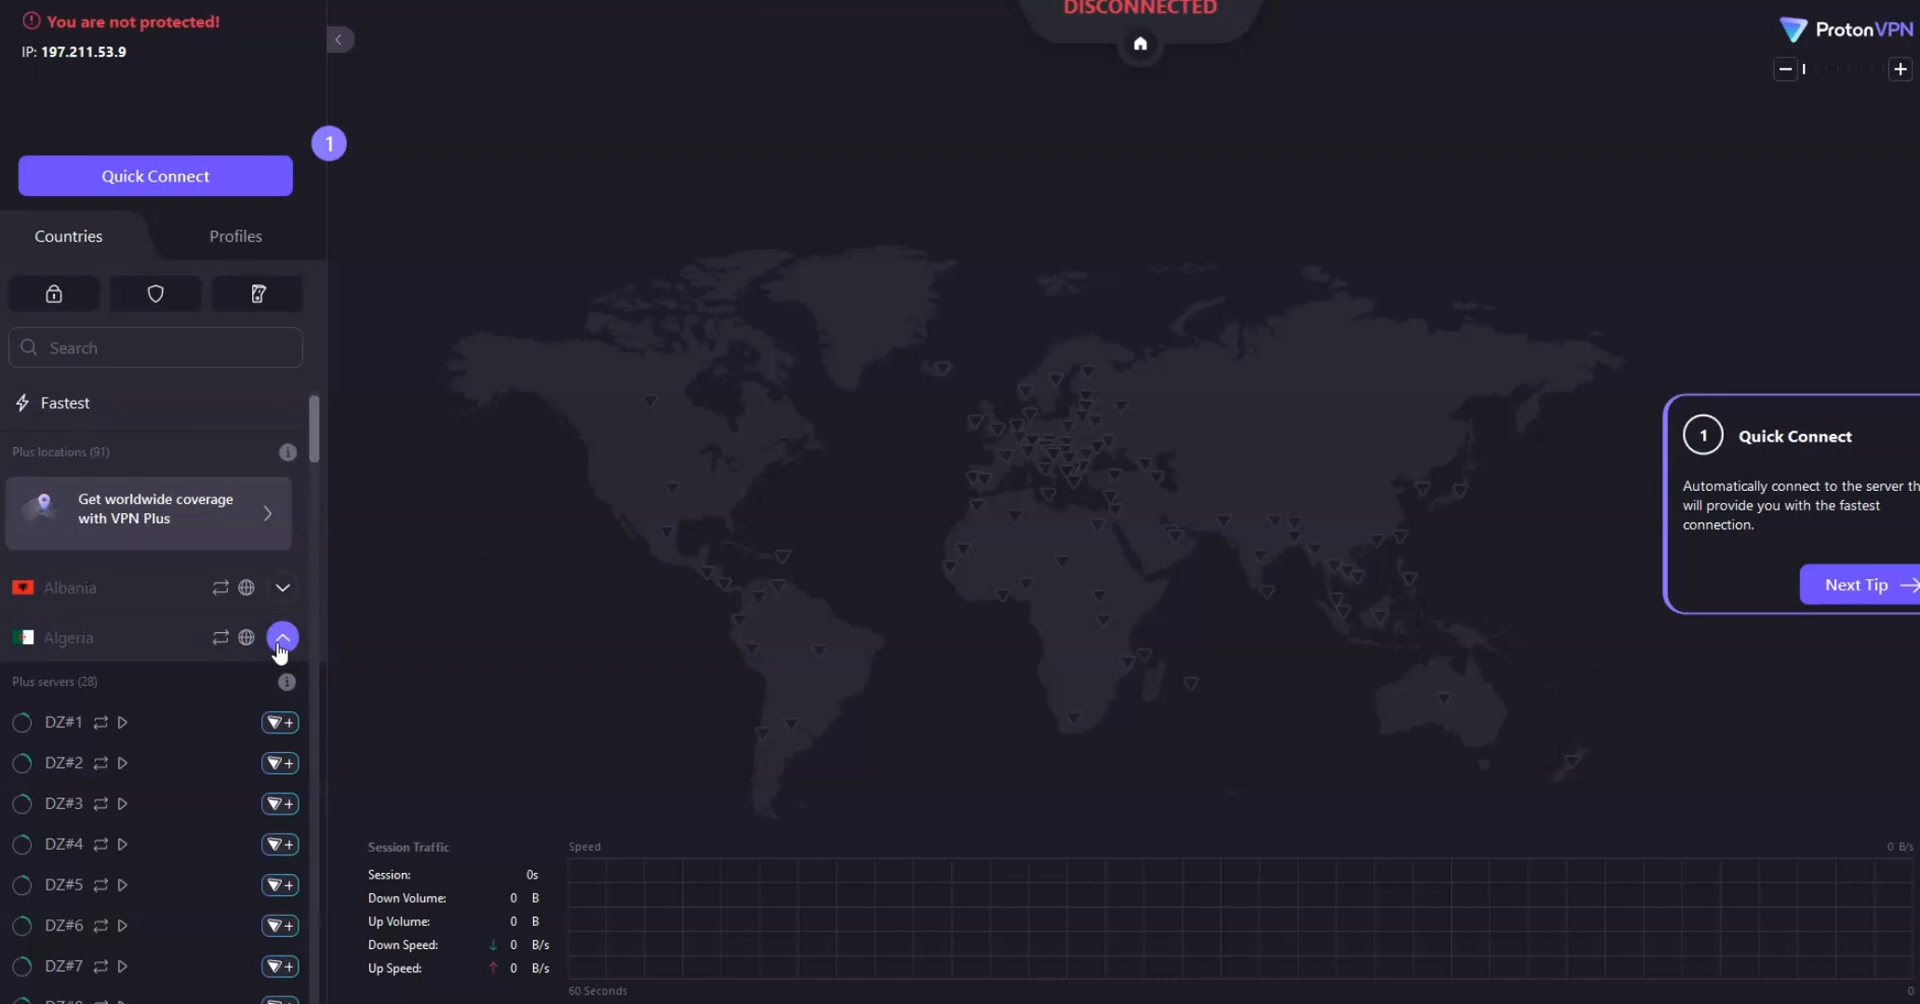 You are not protected!
IP: 197.211.53.9
DISCONNECTED
ProtonVPN
1
Quick Connect
Countries
Profiles
Search
Fastest
Plus locations (91)
Get worldwide coverage
with VPN Plus
Albania
Algeria
Plus servers (28)
DZ#1
DZ#2
DZ#3
DZ#4
DZ#5
DZ#6
DZ#7
1 Quick Connect
Automatically connect to the server th
will provide you with the fastest
connection.
Next Tip
Session Traffic
Session: 0s
Down Volume: 0 B
Up Volume: 0 B
Down Speed: 0 B/s
Up Speed: 0 B/s
Speed
0 B/s
60 Seconds
0